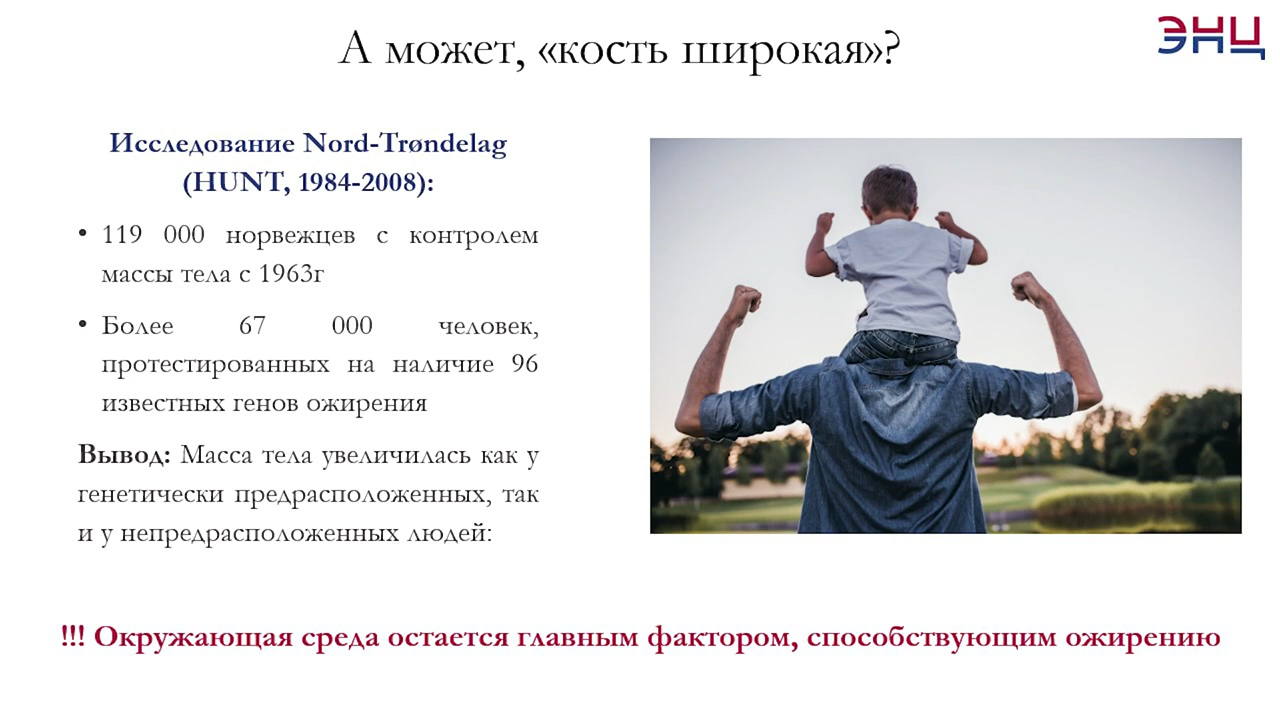 А может, «кость широкая»?
ЭНЦ
Исследование Nord-Trøndelag
(HUNT, 1984-2008):
• 119 000 норвежцев с контролем
массы тела с 1963г
• Более 67 000 человек,
протестированных на наличие 96
известных генов ожирения
Вывод: Масса тела увеличилась как у
генетически предрасположенных, так
и у непредрасположенных людей:
!!! Окружающая среда остается главным фактором, способствующим ожирению